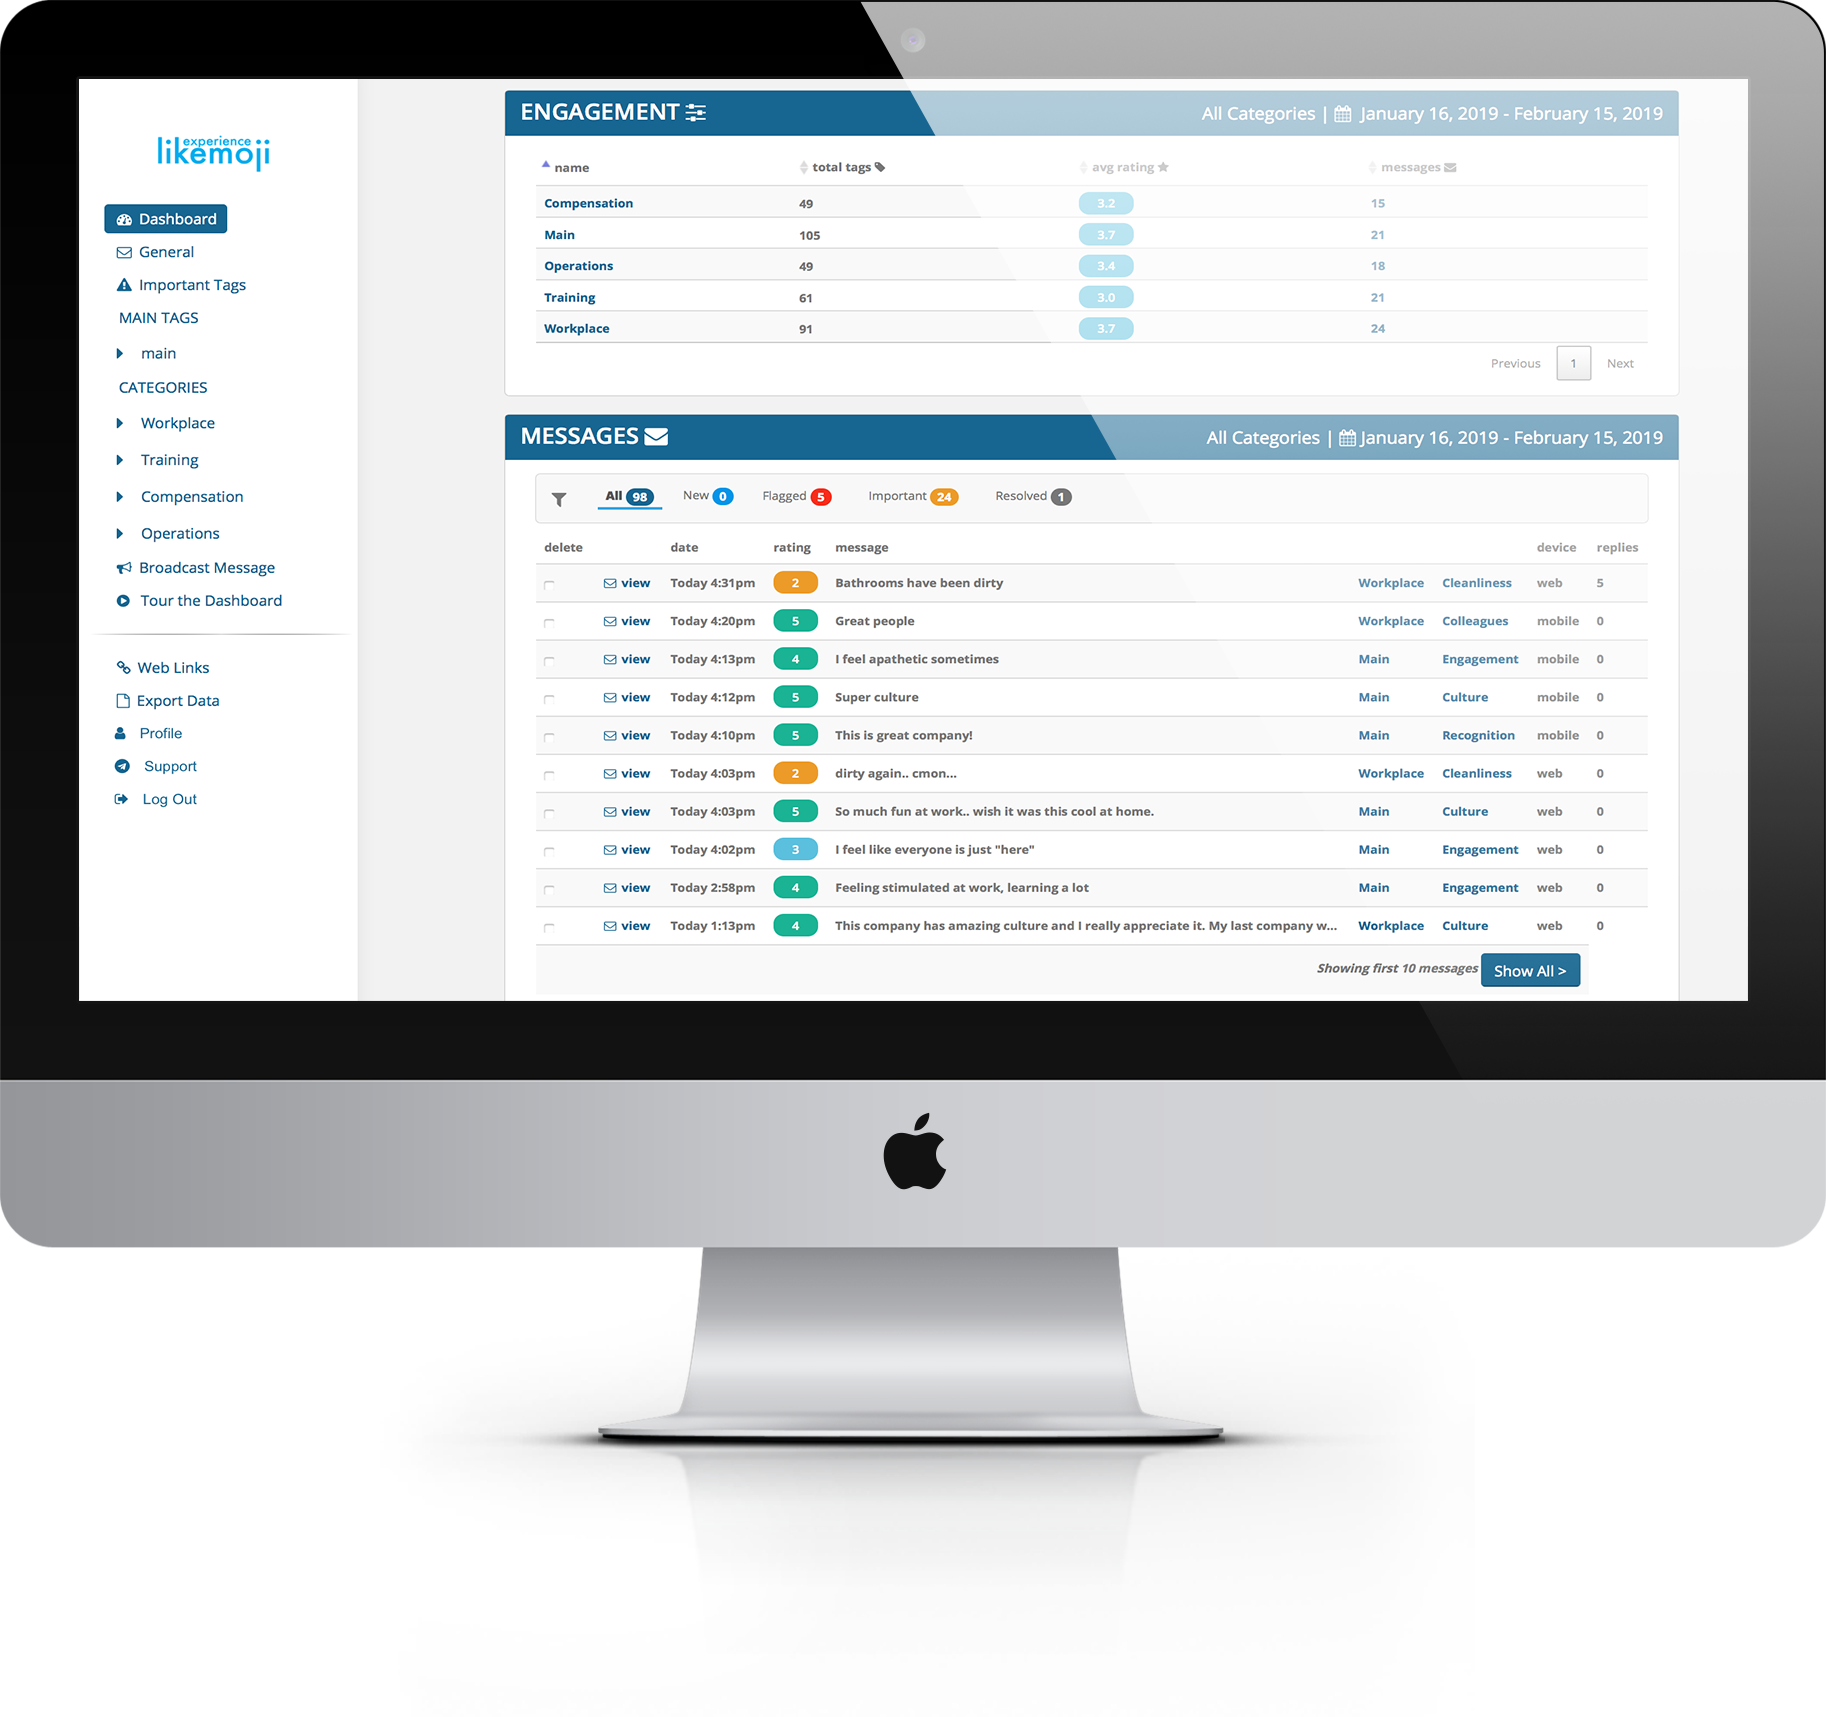 experience
likemoji
Dashboard
General
Important Tags
MAIN TAGS
main
CATEGORIES
Workplace
Training
Compensation
Operations
Broadcast Message
Tour the Dashboard
Web Links
Export Data
Profile
Support
Log Out
ENGAGEMENT All Categories | January 16, 2019 - February 15, 2019
name total tags avg rating messages
Compensation 49 3.2 15
Main 105 3.7 21
Operations 49 3.4 18
Training 61 3.0 21
Workplace 91 3.7 24
Previous 1 Next
MESSAGES All Categories | January 16, 2019 - February 15, 2019
All 98 New 0 Flagged 5 Important 24 Resolved 1
delete date rating message device replies
view Today 4:31pm 2 Bathrooms have been dirty Workplace Cleanliness web 5
view Today 4:20pm 5 Great people Workplace Colleagues mobile 0
view Today 4:13pm 4 I feel apathetic sometimes Main Engagement mobile 0
view Today 4:12pm 5 Super culture Main Culture mobile 0
view Today 4:10pm 5 This is great company! Main Recognition mobile 0
view Today 4:03pm 2 dirty again.. cmon... Workplace Cleanliness web 0
view Today 4:03pm 5 So much fun at work.. wish it was this cool at home. Main Culture web 0
view Today 4:02pm 3 I feel like everyone is just "here" Main Engagement web 0
view Today 2:58pm 4 Feeling stimulated at work, learning a lot Main Engagement web 0
view Today 1:13pm 4 This company has amazing culture and I really appreciate it. My last company w... Workplace Culture web 0
Showing first 10 messages Show All >